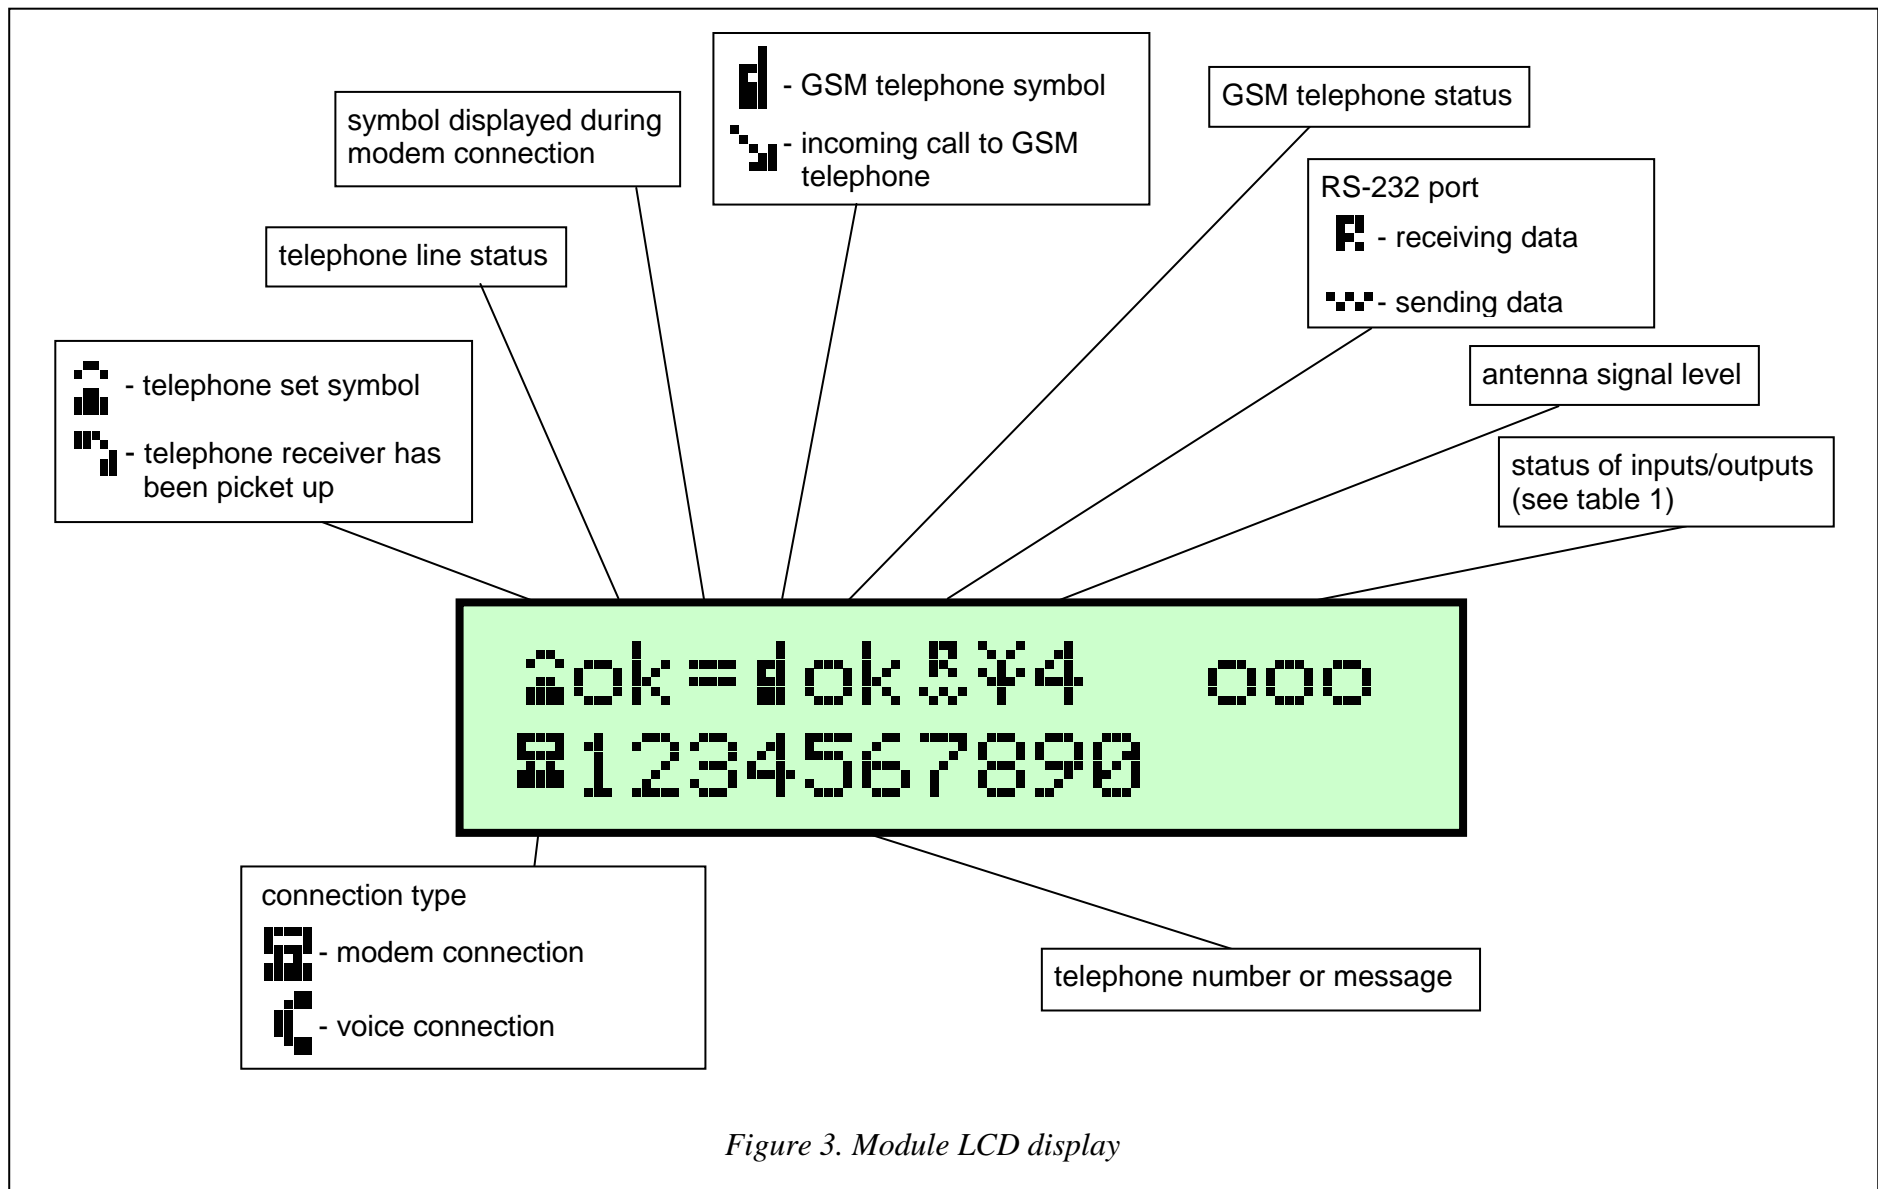 - GSM telephone symbol
- incoming call to GSM
telephone
GSM telephone status
symbol displayed during
modem connection
RS-232 port
- receiving data
- sending data
telephone line status
antenna signal level
- telephone set symbol
- telephone receiver has
been picket up
status of inputs/outputs
(see table 1)
ok=ok 4 ooo
1234567890
connection type
- modem connection
- voice connection
telephone number or message
Figure 3. Module LCD display